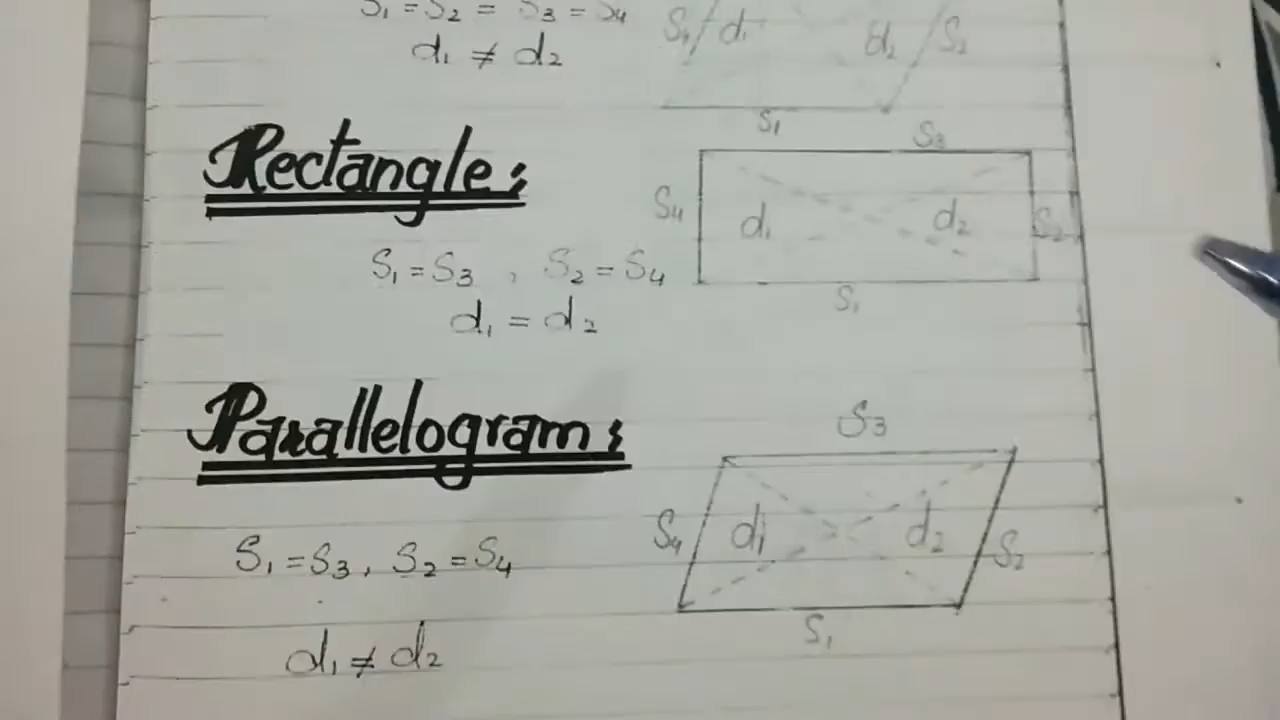 S₁ = S₂ = S₃ = S₄
d₁ ≠ d₂
S₄ d₁ d₂ S₂
S₁
Rectangle:
S₃
S₄ d₁ d₂ S₂
S₁
S₁ = S₃ , S₂ = S₄
d₁ = d₂
Parallelogram:
S₃
S₄ d₁ d₂ S₂
S₁
S₁ = S₃, S₂ = S₄
d₁ ≠ d₂